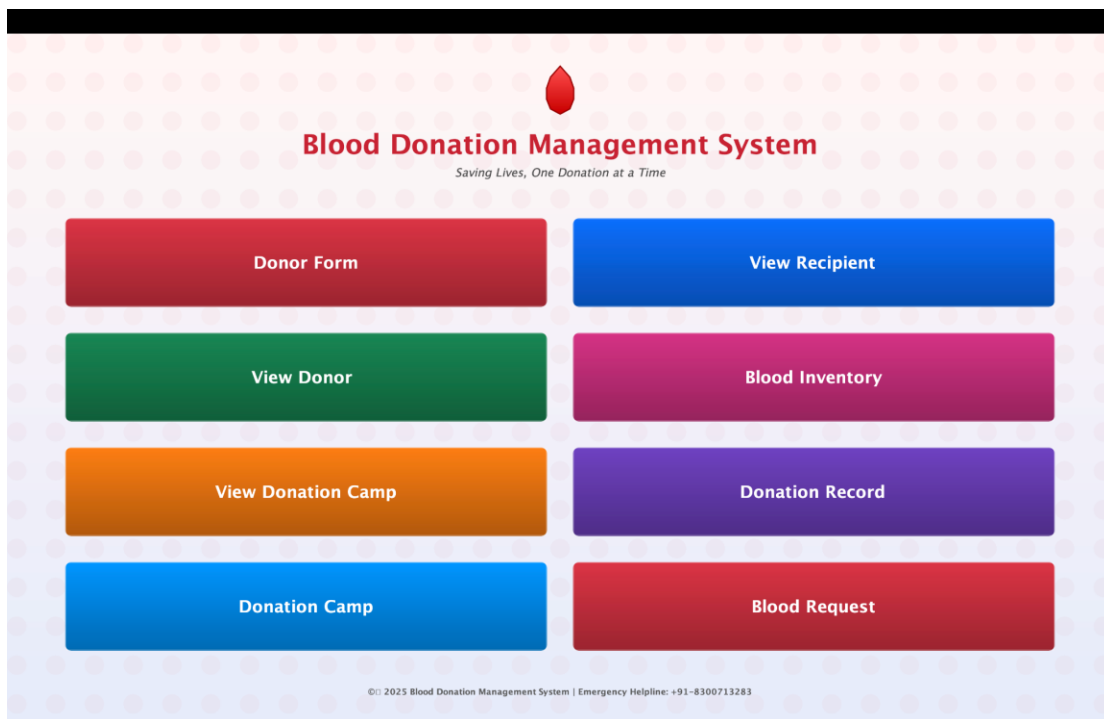 Blood Donation Management System
Saving Lives, One Donation at a Time
Donor Form
View Recipient
View Donor
Blood Inventory
View Donation Camp
Donation Record
Donation Camp
Blood Request
©▯ 2025 Blood Donation Management System | Emergency Helpline: +91-8300713283